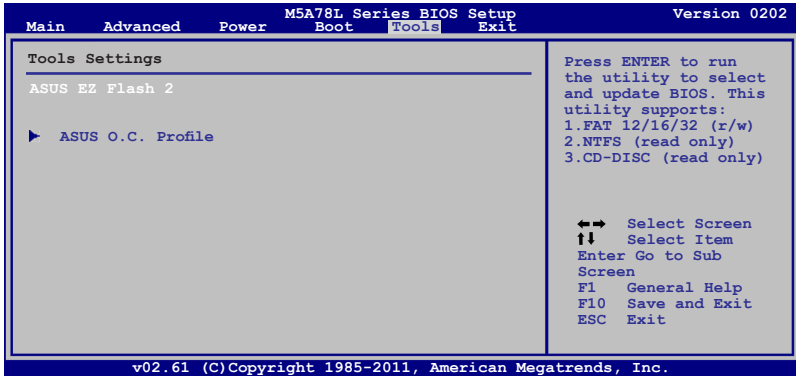 M5A78L Series BIOS Setup Version 0202
Main Advanced Power Boot Tools Exit
Tools Settings
ASUS EZ Flash 2
ASUS O.C. Profile
Press ENTER to run
the utility to select
and update BIOS. This
utility supports:
1.FAT 12/16/32 (r/w)
2.NTFS (read only)
3.CD-DISC (read only)
←→ Select Screen
↑↓ Select Item
Enter Go to Sub
Screen
F1 General Help
F10 Save and Exit
ESC Exit
v02.61 (C)Copyright 1985-2011, American Megatrends, Inc.